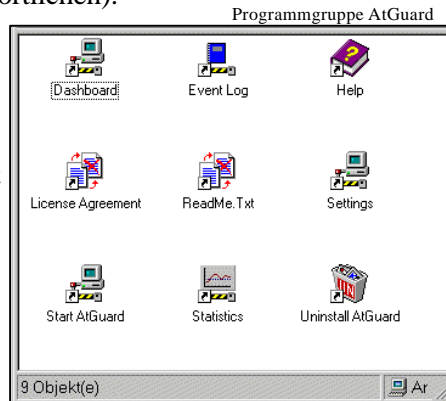 ortlichen).
Programmgruppe AtGuard
Dashboard Event Log Help
License Agreement ReadMe.Txt Settings
Start AtGuard Statistics Uninstall AtGuard
9 Objekt(e) Ar